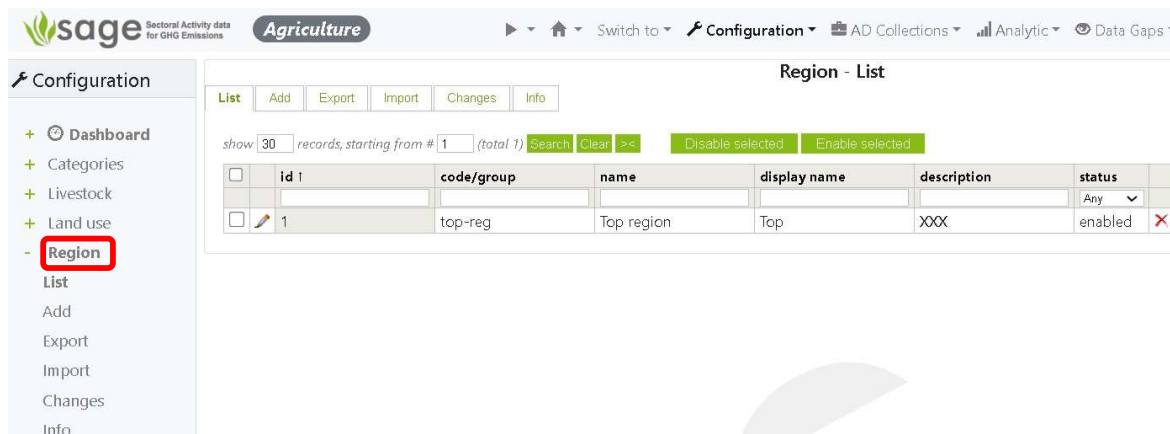 sage Sectoral Activity data for GHG Emissions Agriculture Switch to Configuration AD Collections Analytic Data Gaps
Configuration
Region - List
List Add Export Import Changes Info
+ Dashboard
show 30 records, starting from # 1 (total 1) Search Clear >< Disable selected Enable selected
+ Categories
id ↑ code/group name display name description status
+ Livestock
Any
+ Land use
1 top-reg Top region Top XXX enabled X
- Region
List
Add
Export
Import
Changes
Info